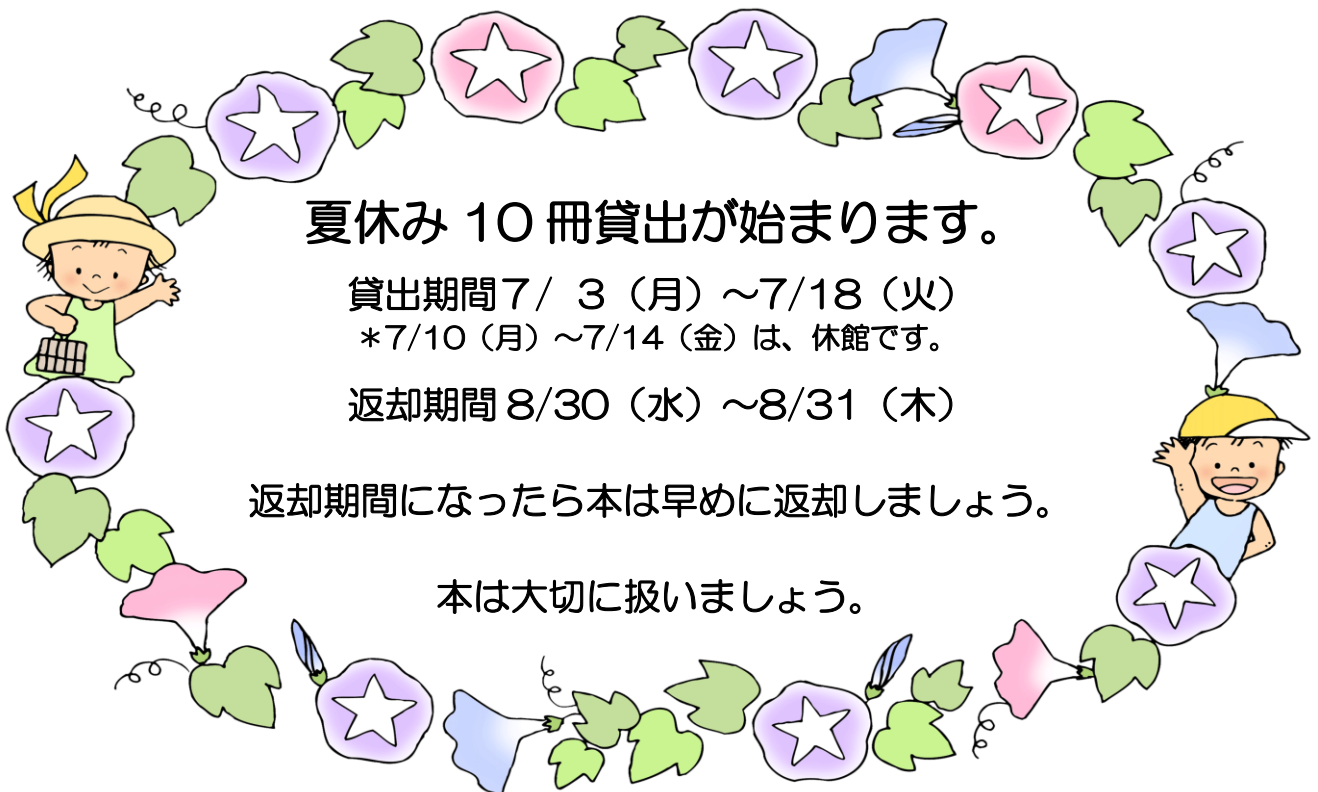 夏休み 10 冊貸出が始まります。
貸出期間７/ ３（月）～7/18（火）
＊7/10（月）～7/14（金）は、休館です。
返却期間 8/30（水）～8/31（木）
返却期間になったら本は早めに返却しましょう。
本は大切に扱いましょう。